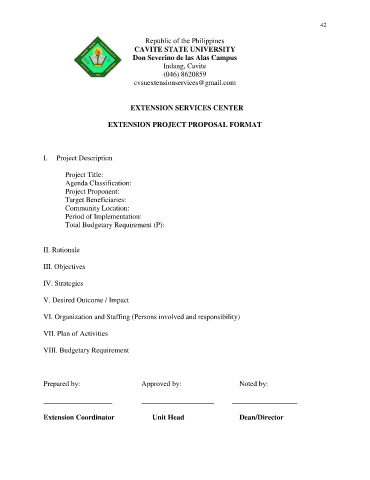 42
Republic of the Philippines
CAVITE STATE UNIVERSITY
Don Severino de las Alas Campus
Indang, Cavite
(046) 8620859
cvsuextensionservices@gmail.com
EXTENSION SERVICES CENTER
EXTENSION PROJECT PROPOSAL FORMAT
I. Project Description
Project Title:
Agenda Classification:
Project Proponent:
Target Beneficiaries:
Community Location:
Period of Implementation:
Total Budgetary Requirement (P):
II. Rationale
III. Objectives
IV. Strategies
V. Desired Outcome / Impact
VI. Organization and Staffing (Persons involved and responsibility)
VII. Plan of Activities
VIII. Budgetary Requirement
Prepared by: Approved by: Noted by:
Extension Coordinator Unit Head Dean/Director